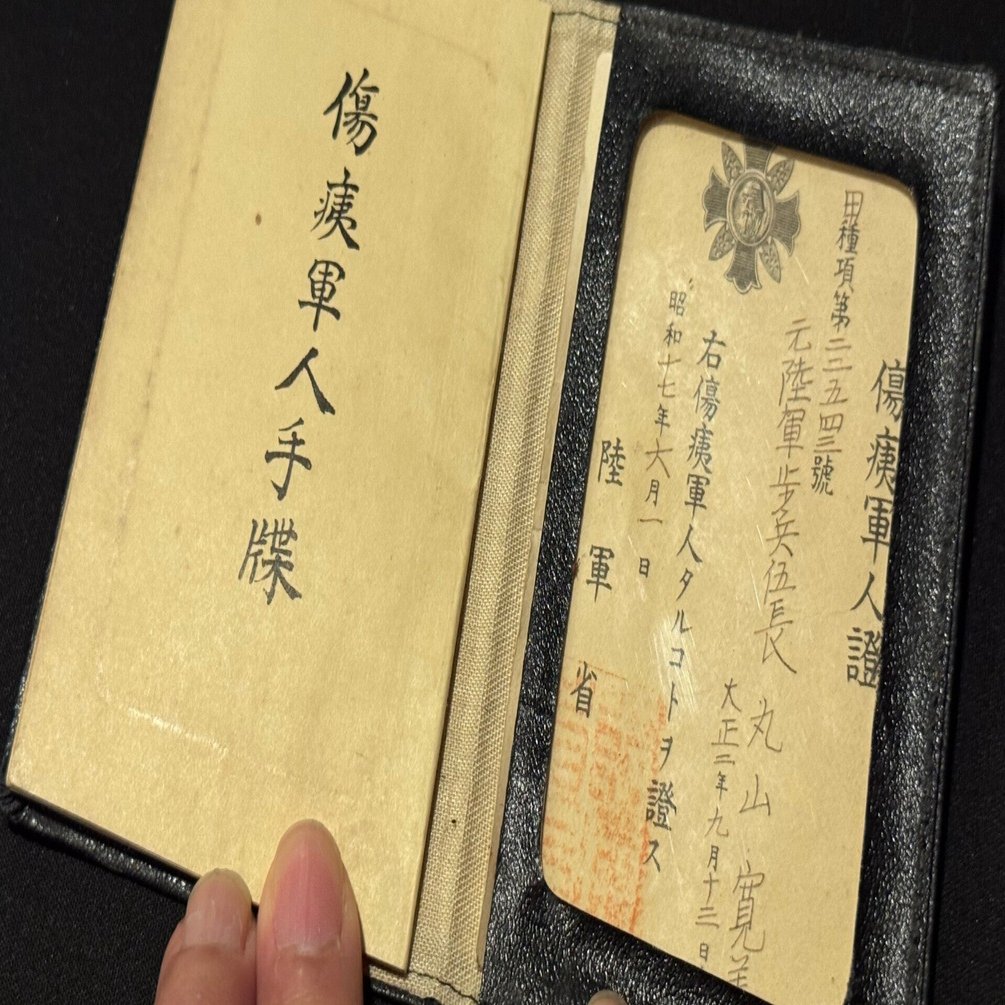 傷痍軍人證
甲種項第二三五四三號
元陸軍步兵伍長 丸山 寛
大正二年九月十三日
右傷痍軍人タルコトヲ證ス
昭和十七年六月一日
陸軍省
傷痍軍人手牒